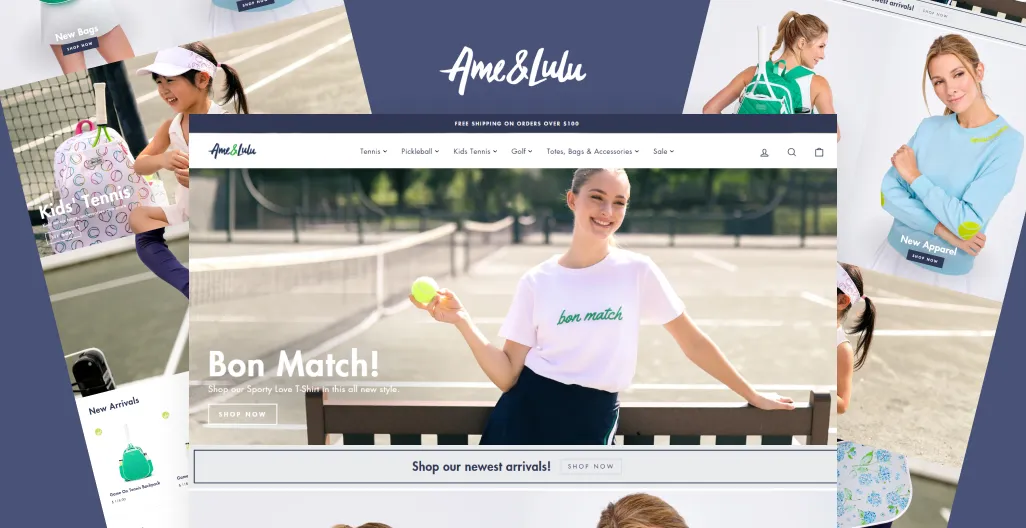 New Bags
SHOP NOW
SHOP NOW
Kids' Tennis
New Arrivals
Game On Tennis Backpack
Ame&Lulu
FREE SHIPPING ON ORDERS OVER $100
Ame&Lulu
Tennis
Pickleball
Kids Tennis
Golf
Totes, Bags & Accessories
Sale
bon match
Bon Match!
Shop our Sporty Love T-Shirt in this all new style.
SHOP NOW
Shop our newest arrivals!
SHOP NOW
arrivals!
SHOP NOW
New Apparel
SHOP NOW